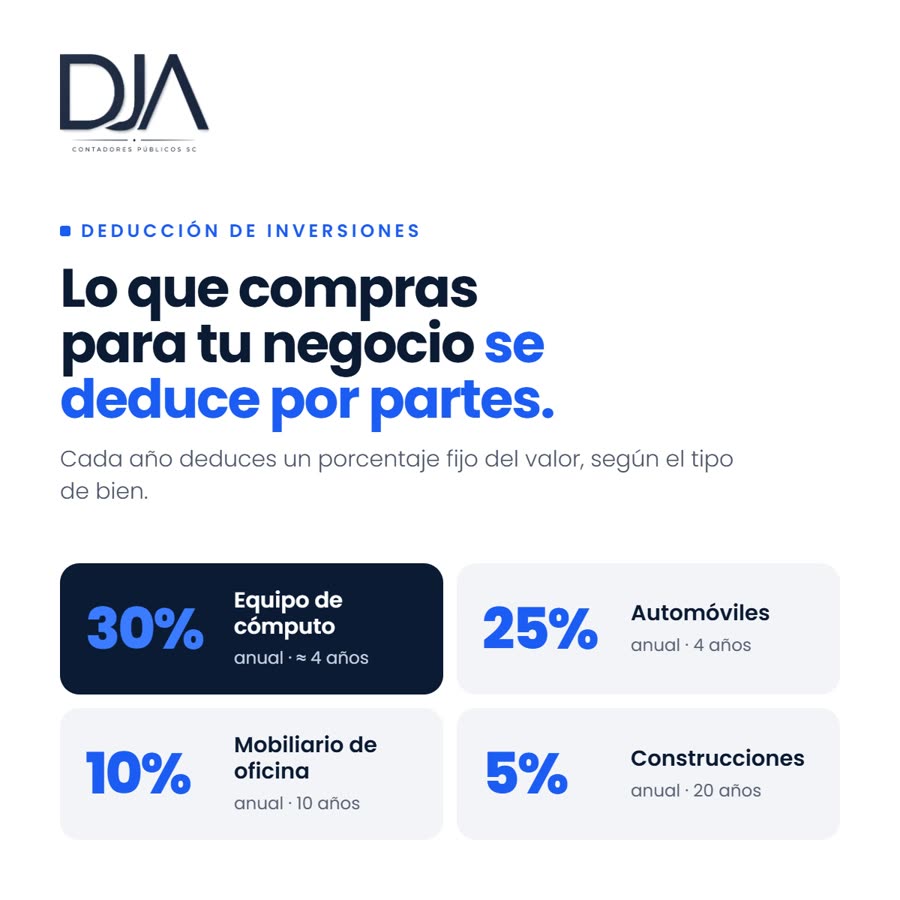 DJA
CONTADORES PÚBLICOS SC
DEDUCCIÓN DE INVERSIONES
Lo que compras
para tu negocio se
deduce por partes.
Cada año deduces un porcentaje fijo del valor, según el tipo
de bien.
30%
Equipo de
cómputo
anual · ≈ 4 años
25%
Automóviles
anual · 4 años
10%
Mobiliario de
oficina
anual · 10 años
5%
Construcciones
anual · 20 años